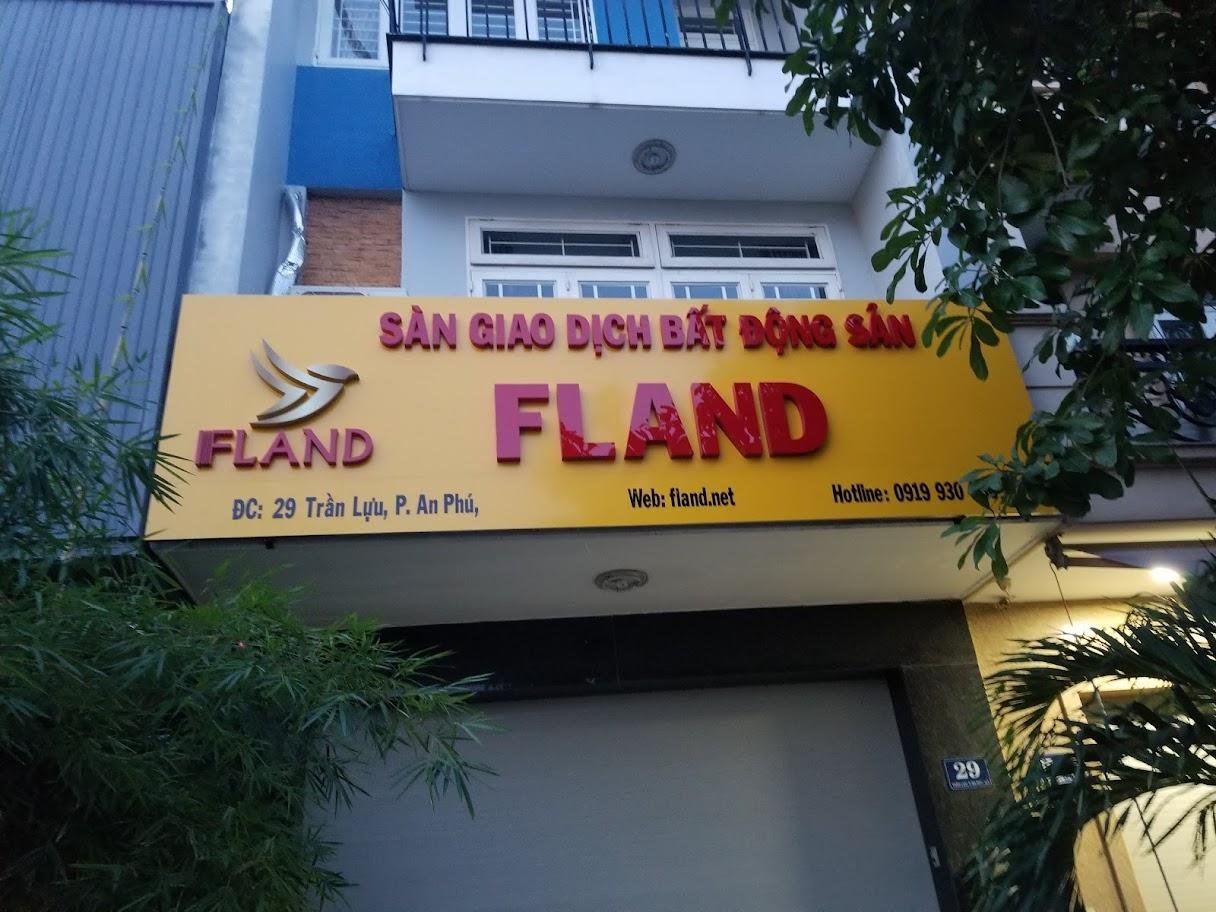 SÀN GIAO DỊCH BẤT ĐỘNG SẢN
FLAND
FLAND
ĐC: 29 Trần Lựu, P. An Phú,
Web: fland.net
Hotline: 0919 930
29